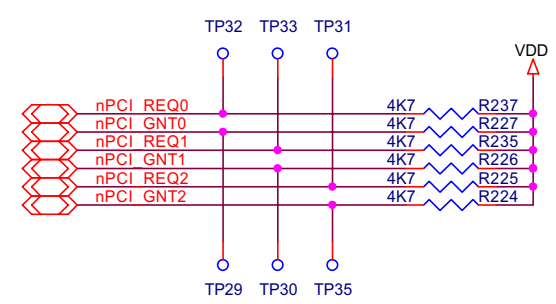 TP32 TP33 TP31
VDD
nPCI_REQ0 4K7 R237
nPCI_GNT0 4K7 R227
nPCI_REQ1 4K7 R235
nPCI_GNT1 4K7 R226
nPCI_REQ2 4K7 R225
nPCI_GNT2 4K7 R224
TP29 TP30 TP35